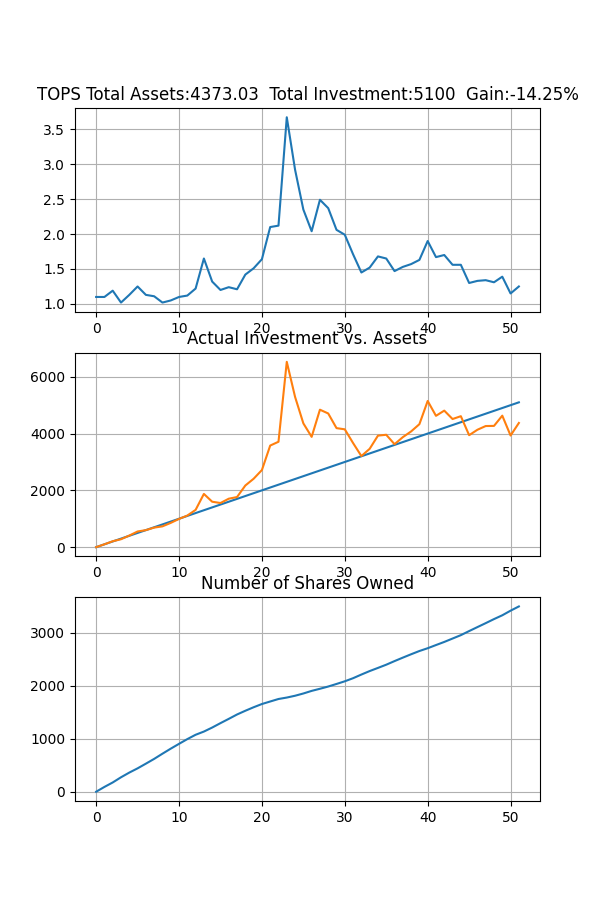 TOPS Total Assets:4373.03  Total Investment:5100  Gain:-14.25%
3.5
3.0
2.5
2.0
1.5
1.0
0 10 20 30 40 50
Actual Investment vs. Assets
6000
4000
2000
0
0 10 20 30 40 50
Number of Shares Owned
3000
2000
1000
0
0 10 20 30 40 50